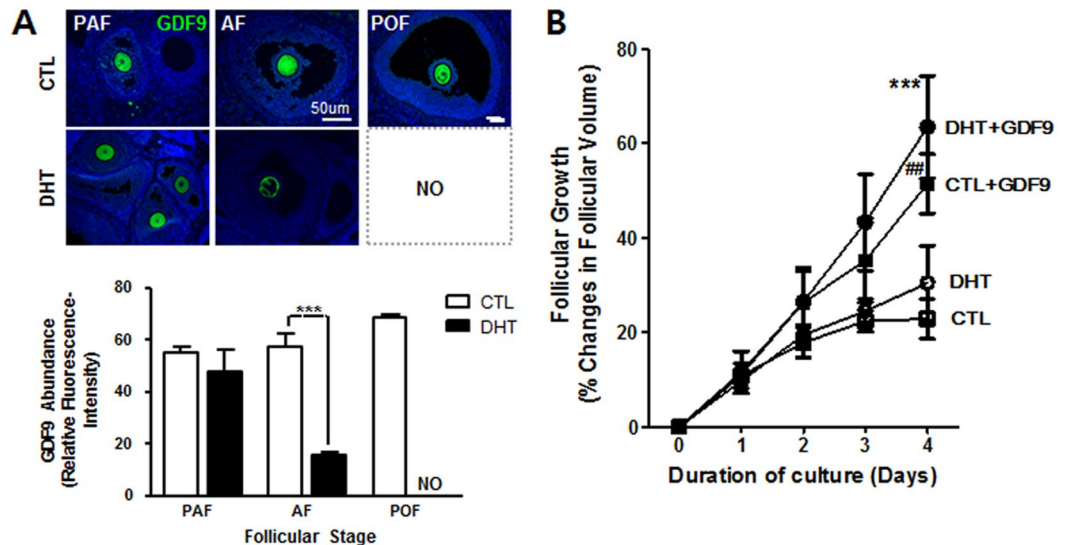 A
PAF GDF9
AF
POF
CTL
50um
DHT
NO
GDF9 Abundance
(Relative Fluorescence-
Intensity)
80
60
40
20
0
CTL
DHT
***
NO
PAF
AF
POF
Follicular Stage
B
Follicular Growth
(% Changes in Follicular Volume)
80
60
40
20
0
***
DHT+GDF9
##
CTL+GDF9
DHT
CTL
0 1 2 3 4
Duration of culture (Days)